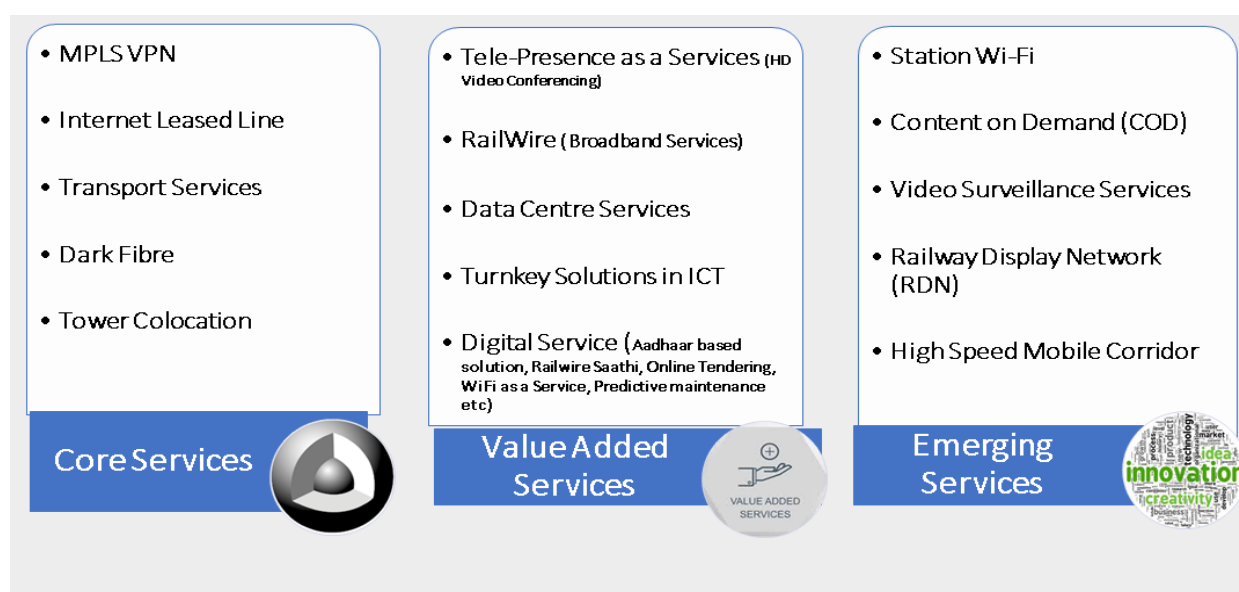 • MPLS VPN
• Internet Leased Line
• Transport Services
• Dark Fibre
• Tower Colocation
Core Services
• Tele-Presence as a Services (HD
Video Conferencing)
• RailWire (Broadband Services)
• Data Centre Services
• Turnkey Solutions in ICT
• Digital Service (Aadhaar based
solution, Railwire Saathi, Online Tendering,
WiFi as a Service, Predictive maintenance
etc)
Value Added
Services
VALUE ADDED
SERVICES
• Station Wi-Fi
• Content on Demand (COD)
• Video Surveillance Services
• Railway Display Network
(RDN)
• High Speed Mobile Corridor
Emerging
Services
product
technology
market
idea
innovation
creativity
business